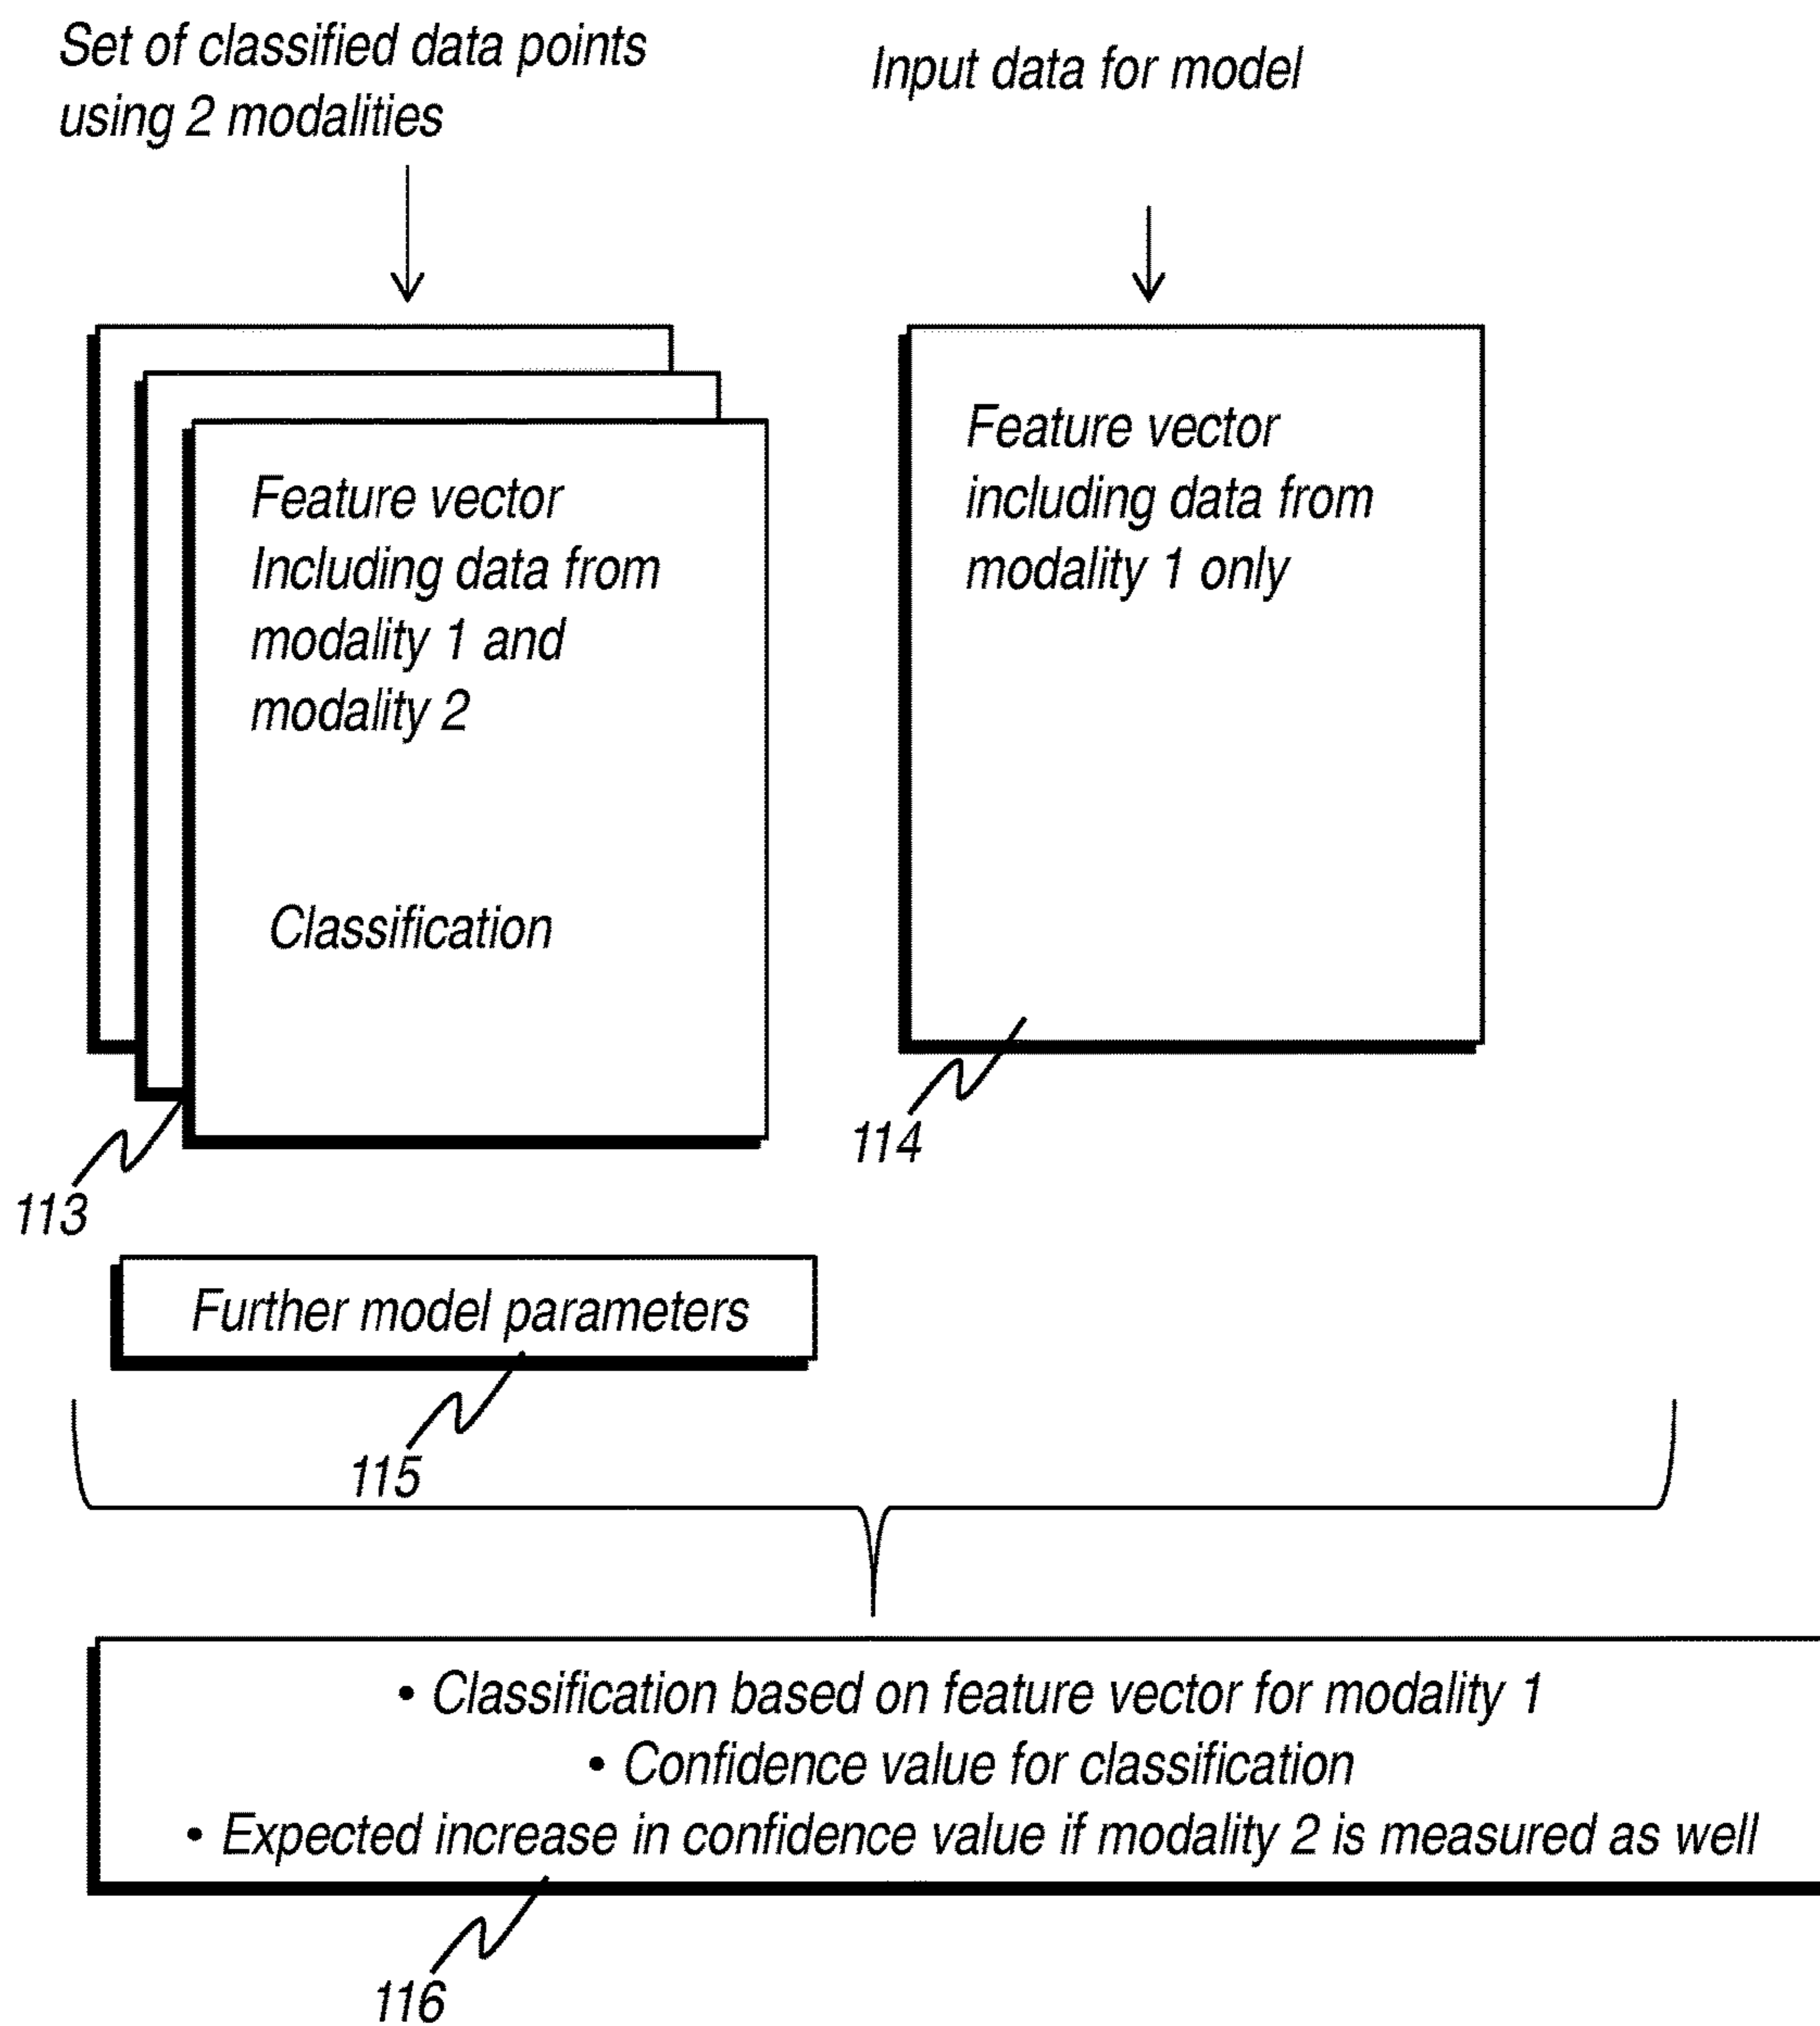 Set of classified data points
using 2 modalities
Input data for model
Feature vector
Including data from
modality 1 and
modality 2
Classification
Feature vector
including data from
modality 1 only
113
114
Further model parameters
115
• Classification based on feature vector for modality 1
• Confidence value for classification
• Expected increase in confidence value if modality 2 is measured as well
116